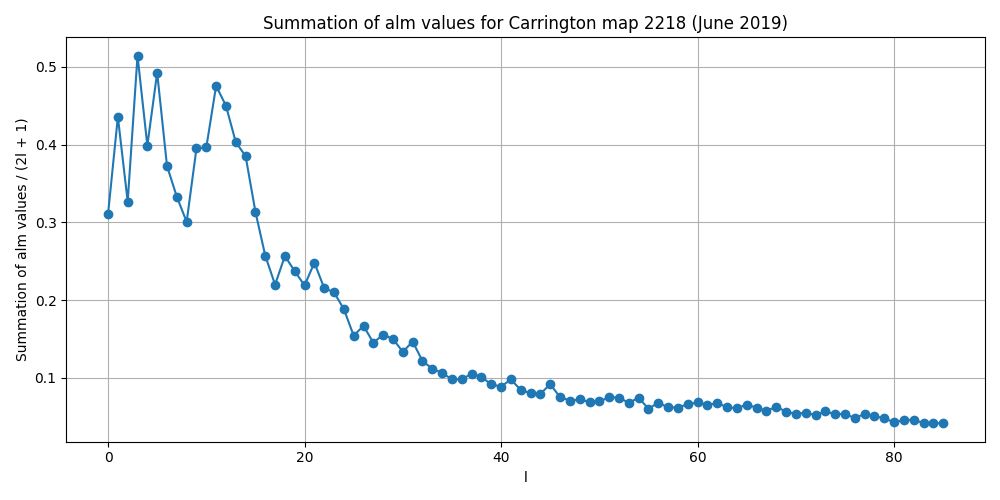 Summation of alm values for Carrington map 2218 (June 2019)
Summation of alm values / (2l + 1)
0.5
0.4
0.3
0.2
0.1
0 20 40 60 80
l